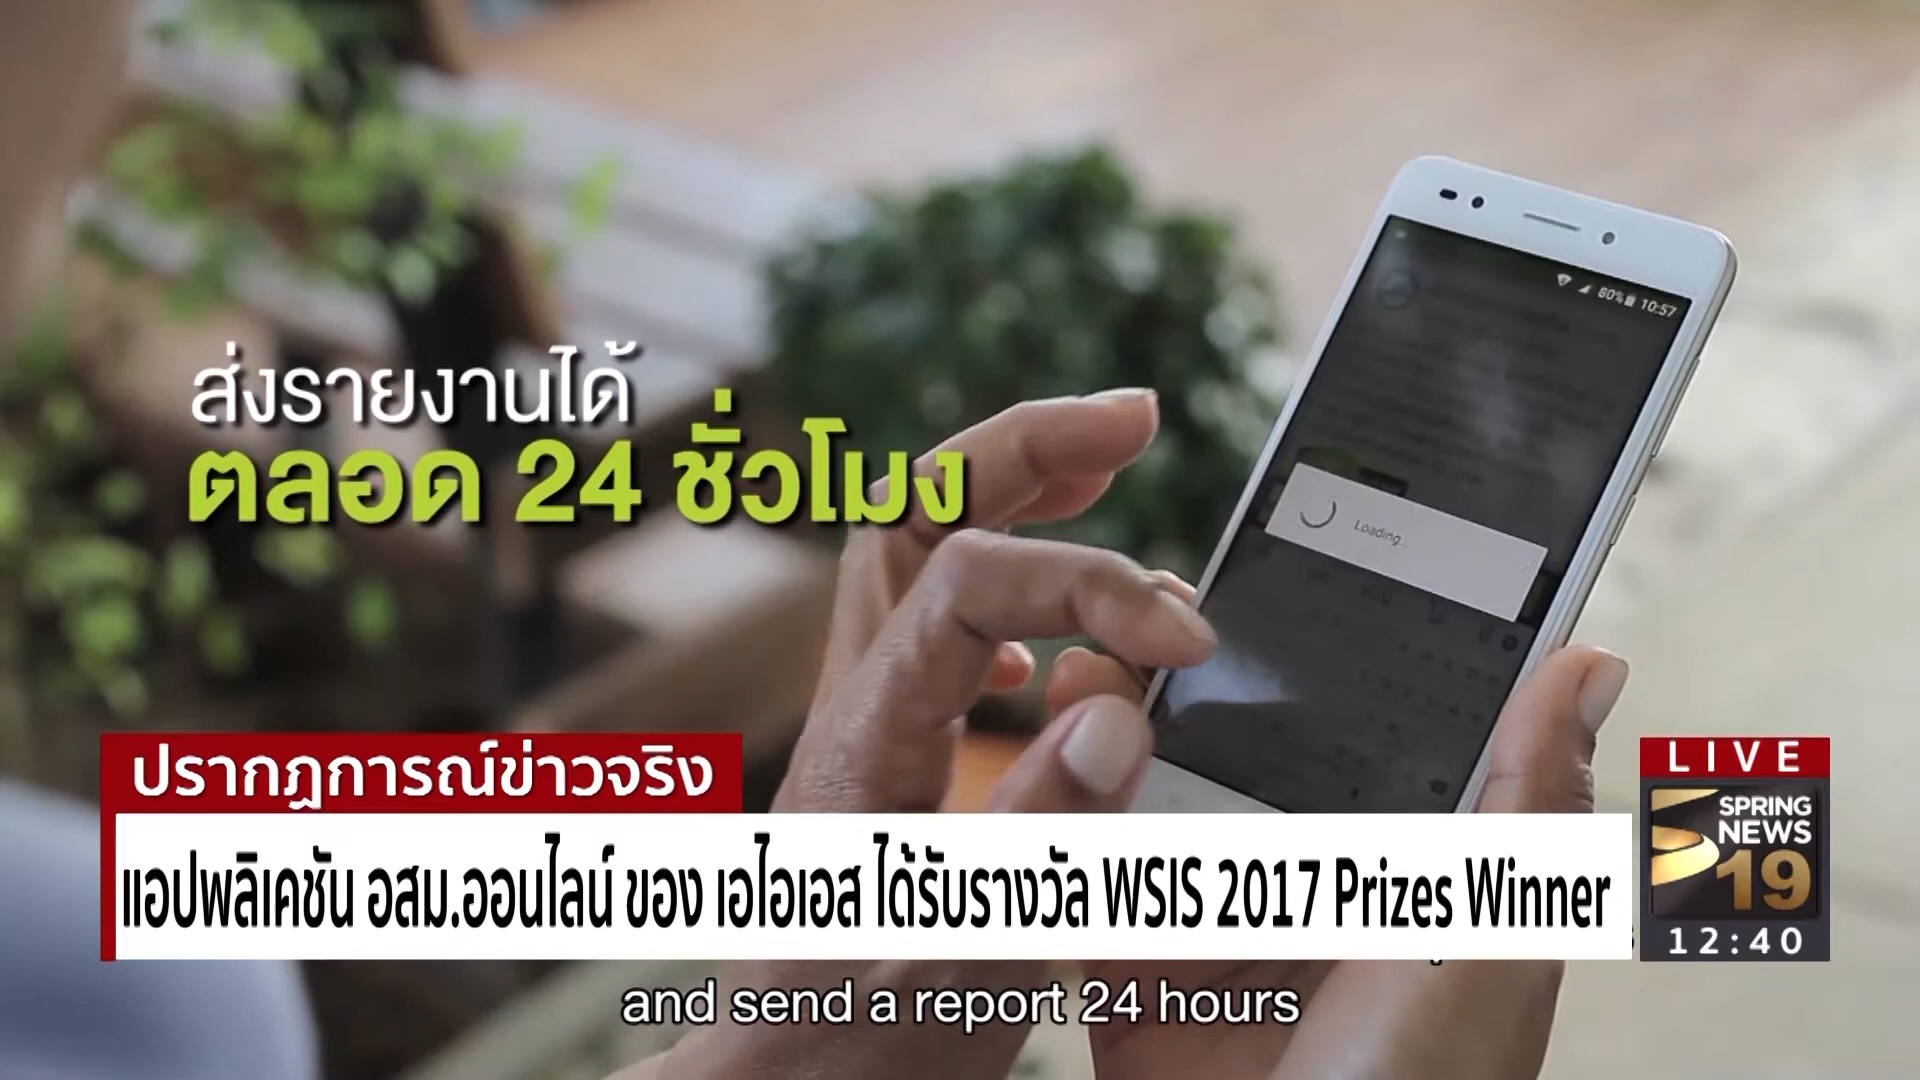 80% 10:57
Loading...
ส่งรายงานได้
ตลอด 24 ชั่วโมง
ปรากฏการณ์ข่าวจริง
แอปพลิเคชัน อสม.ออนไลน์ ของ เอไอเอส ได้รับรางวัล WSIS 2017 Prizes Winner
LIVE
SPRING
NEWS
19
12:40
and send a report 24 hours